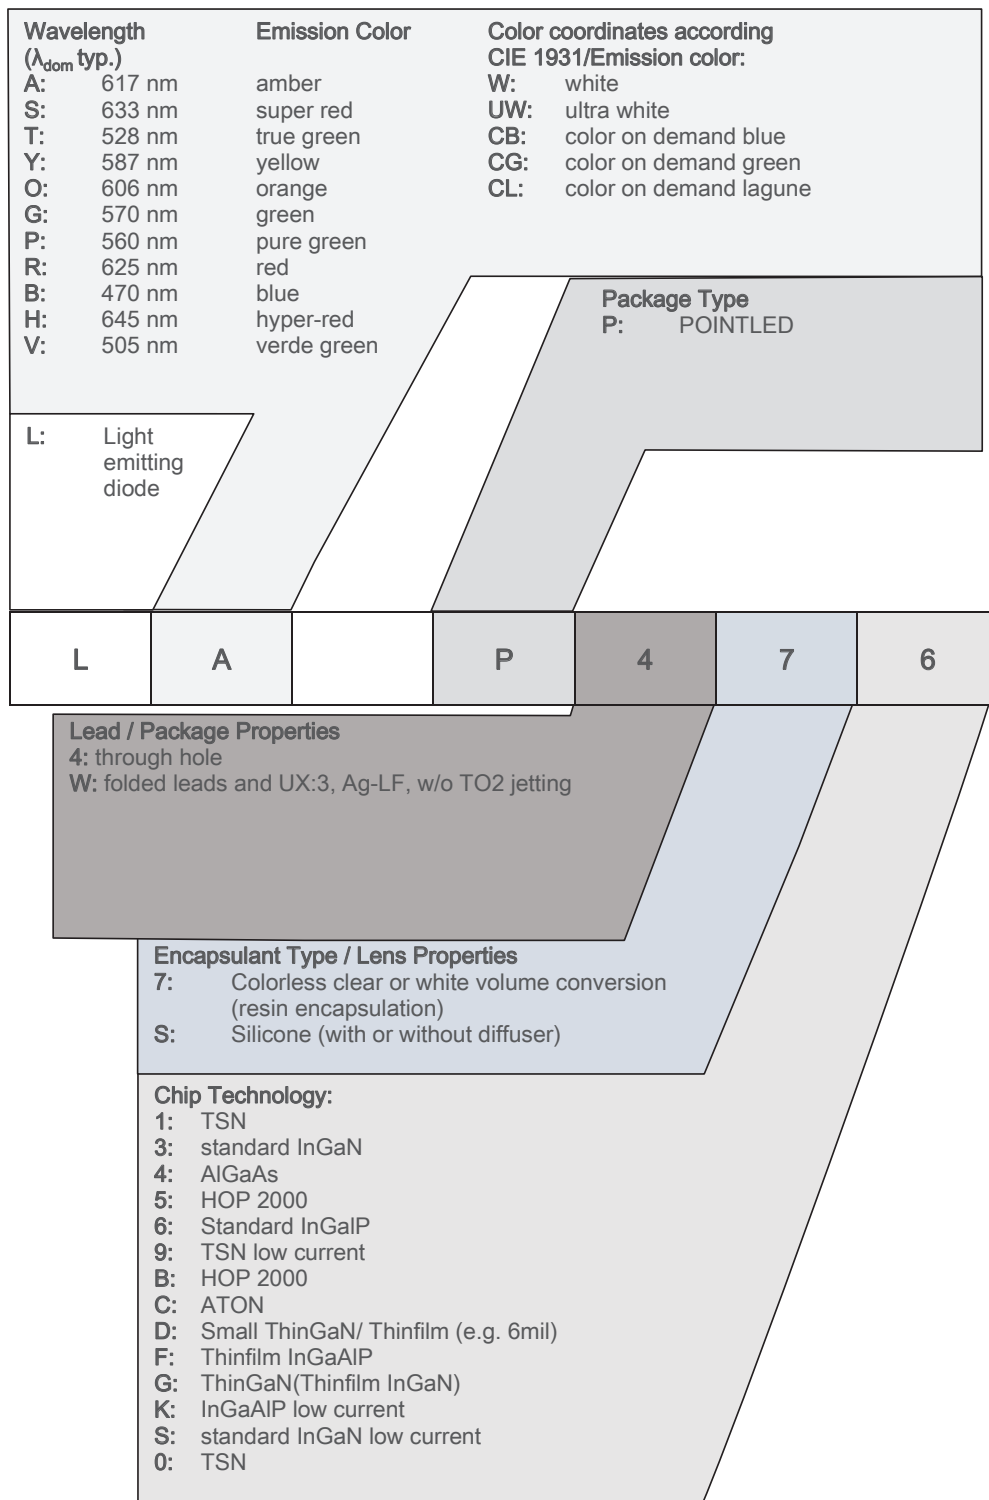 Wavelength Emission Color Color coordinates according
(λdom typ.) CIE 1931/Emission color:
A: 617 nm amber W: white
S: 633 nm super red UW: ultra white
T: 528 nm true green CB: color on demand blue
Y: 587 nm yellow CG: color on demand green
O: 606 nm orange CL: color on demand lagune
G: 570 nm green
P: 560 nm pure green
R: 625 nm red
B: 470 nm blue
H: 645 nm hyper-red
V: 505 nm verde green
Package Type
P: POINTLED
L: Light
emitting
diode
L A P 4 7 6
Lead / Package Properties
4: through hole
W: folded leads and UX:3, Ag-LF, w/o TO2 jetting
Encapsulant Type / Lens Properties
7: Colorless clear or white volume conversion
(resin encapsulation)
S: Silicone (with or without diffuser)
Chip Technology:
1: TSN
3: standard InGaN
4: AlGaAs
5: HOP 2000
6: Standard InGalP
9: TSN low current
B: HOP 2000
C: ATON
D: Small ThinGaN/ Thinfilm (e.g. 6mil)
F: Thinfilm InGaAlP
G: ThinGaN(Thinfilm InGaN)
K: InGaAlP low current
S: standard InGaN low current
0: TSN